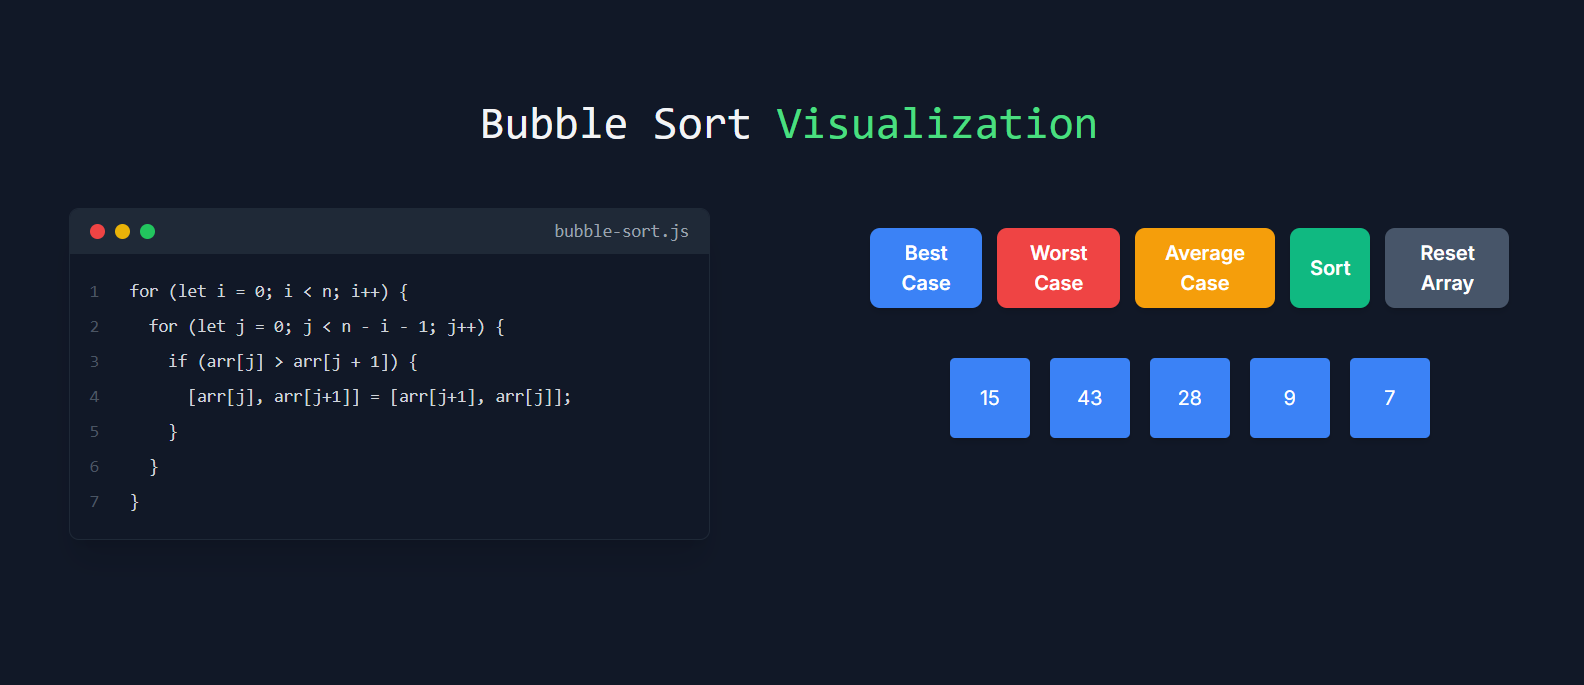 Bubble Sort Visualization
bubble-sort.js
1 for (let i = 0; i < n; i++) {
2 for (let j = 0; j < n - i - 1; j++) {
3 if (arr[j] > arr[j + 1]) {
4 [arr[j], arr[j+1]] = [arr[j+1], arr[j]];
5 }
6 }
7 }
Best
Case
Worst
Case
Average
Case
Sort
Reset
Array
15 43 28 9 7